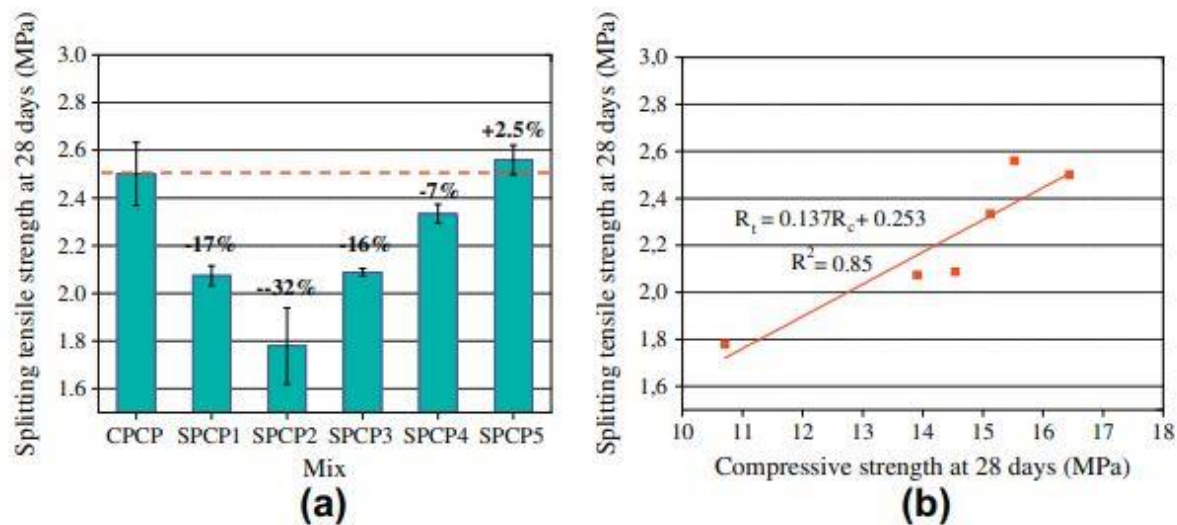 Splitting tensile strength at 28 days (MPa)
3.0
2.8
2.6
2.4
2.2
2.0
1.8
1.6
-17%
--32%
-16%
-7%
+2.5%
CPCP SPCP1 SPCP2 SPCP3 SPCP4 SPCP5
Mix
(a)
Splitting tensile strength at 28 days (MPa)
3,0
2,8
2,6
2,4
2,2
2,0
1,8
1,6
R_t = 0.137R_c + 0.253
R² = 0.85
10 11 12 13 14 15 16 17 18
Compressive strength at 28 days (MPa)
(b)